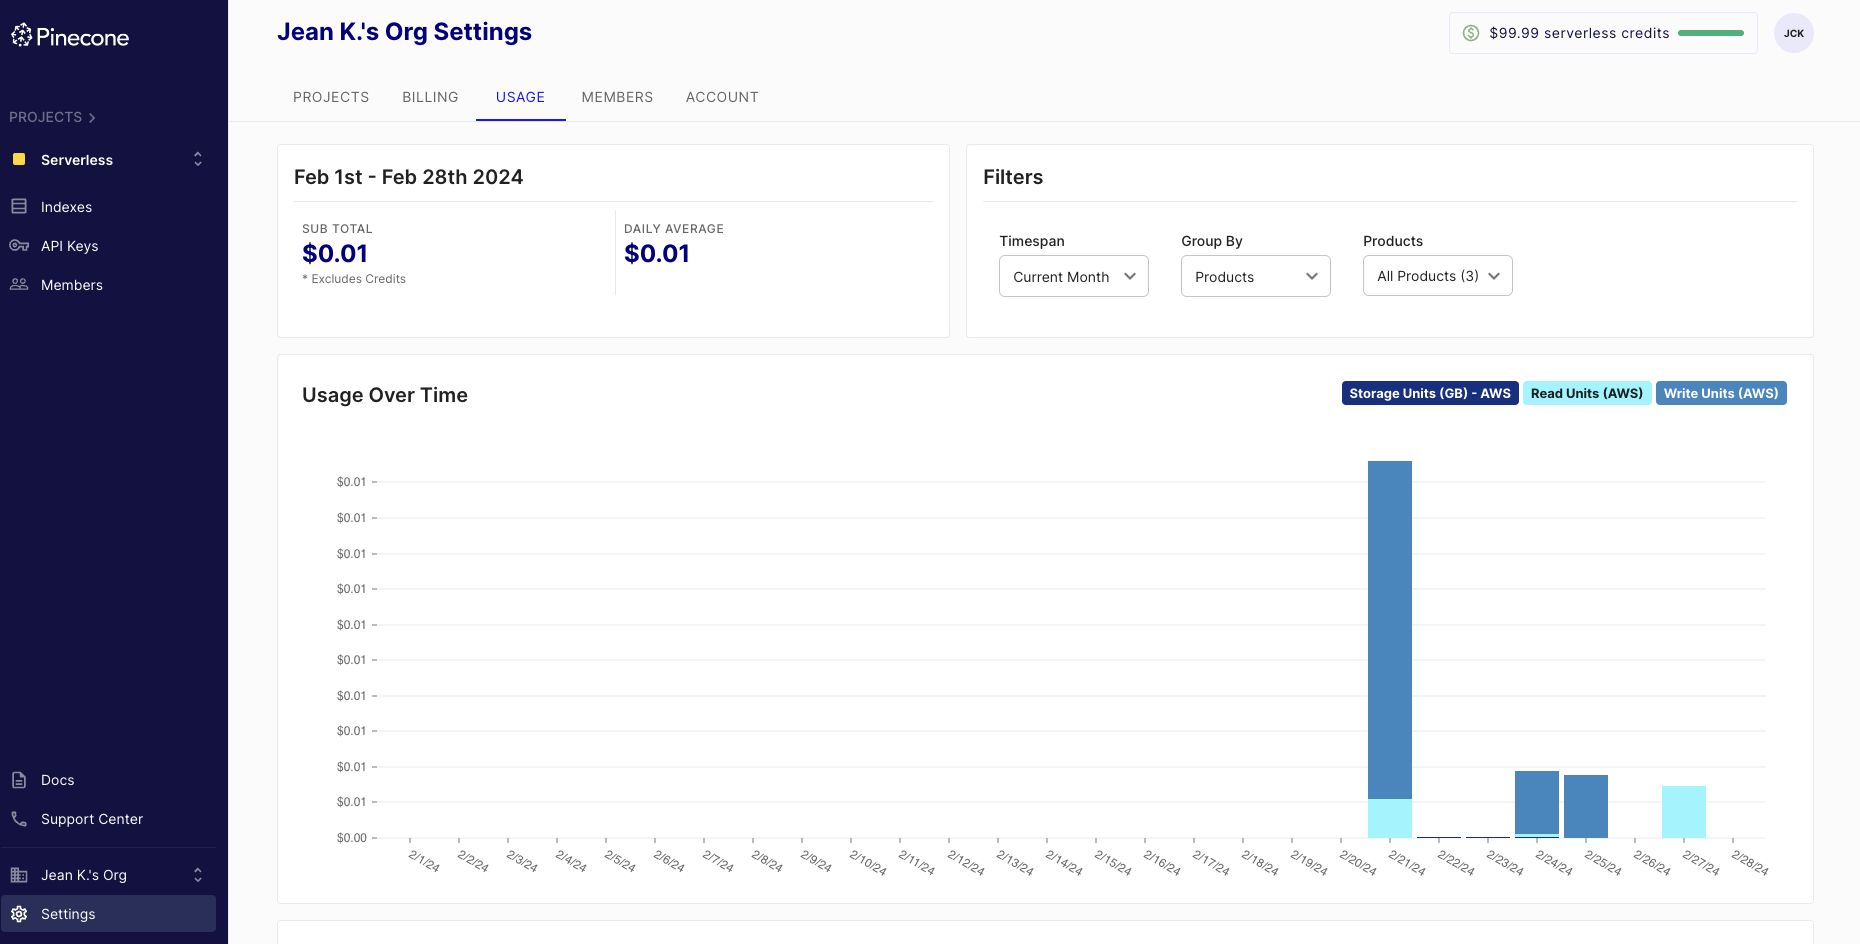 Pinecone
PROJECTS
Serverless
Indexes
API Keys
Members
Docs
Support Center
Jean K.'s Org
Settings
Jean K.'s Org Settings
$99.99 serverless credits
JCK
PROJECTS BILLING USAGE MEMBERS ACCOUNT
Feb 1st - Feb 28th 2024
SUB TOTAL
$0.01
* Excludes Credits
DAILY AVERAGE
$0.01
Filters
Timespan
Current Month
Group By
Products
Products
All Products (3)
Usage Over Time
Storage Units (GB) - AWS Read Units (AWS) Write Units (AWS)
$0.01
$0.01
$0.01
$0.01
$0.01
$0.01
$0.01
$0.01
$0.01
$0.01
$0.00
2/1/24 2/2/24 2/3/24 2/4/24 2/5/24 2/6/24 2/7/24 2/8/24 2/9/24 2/10/24 2/11/24 2/12/24 2/13/24 2/14/24 2/15/24 2/16/24 2/17/24 2/18/24 2/19/24 2/20/24 2/21/24 2/22/24 2/23/24 2/24/24 2/25/24 2/26/24 2/27/24 2/28/24